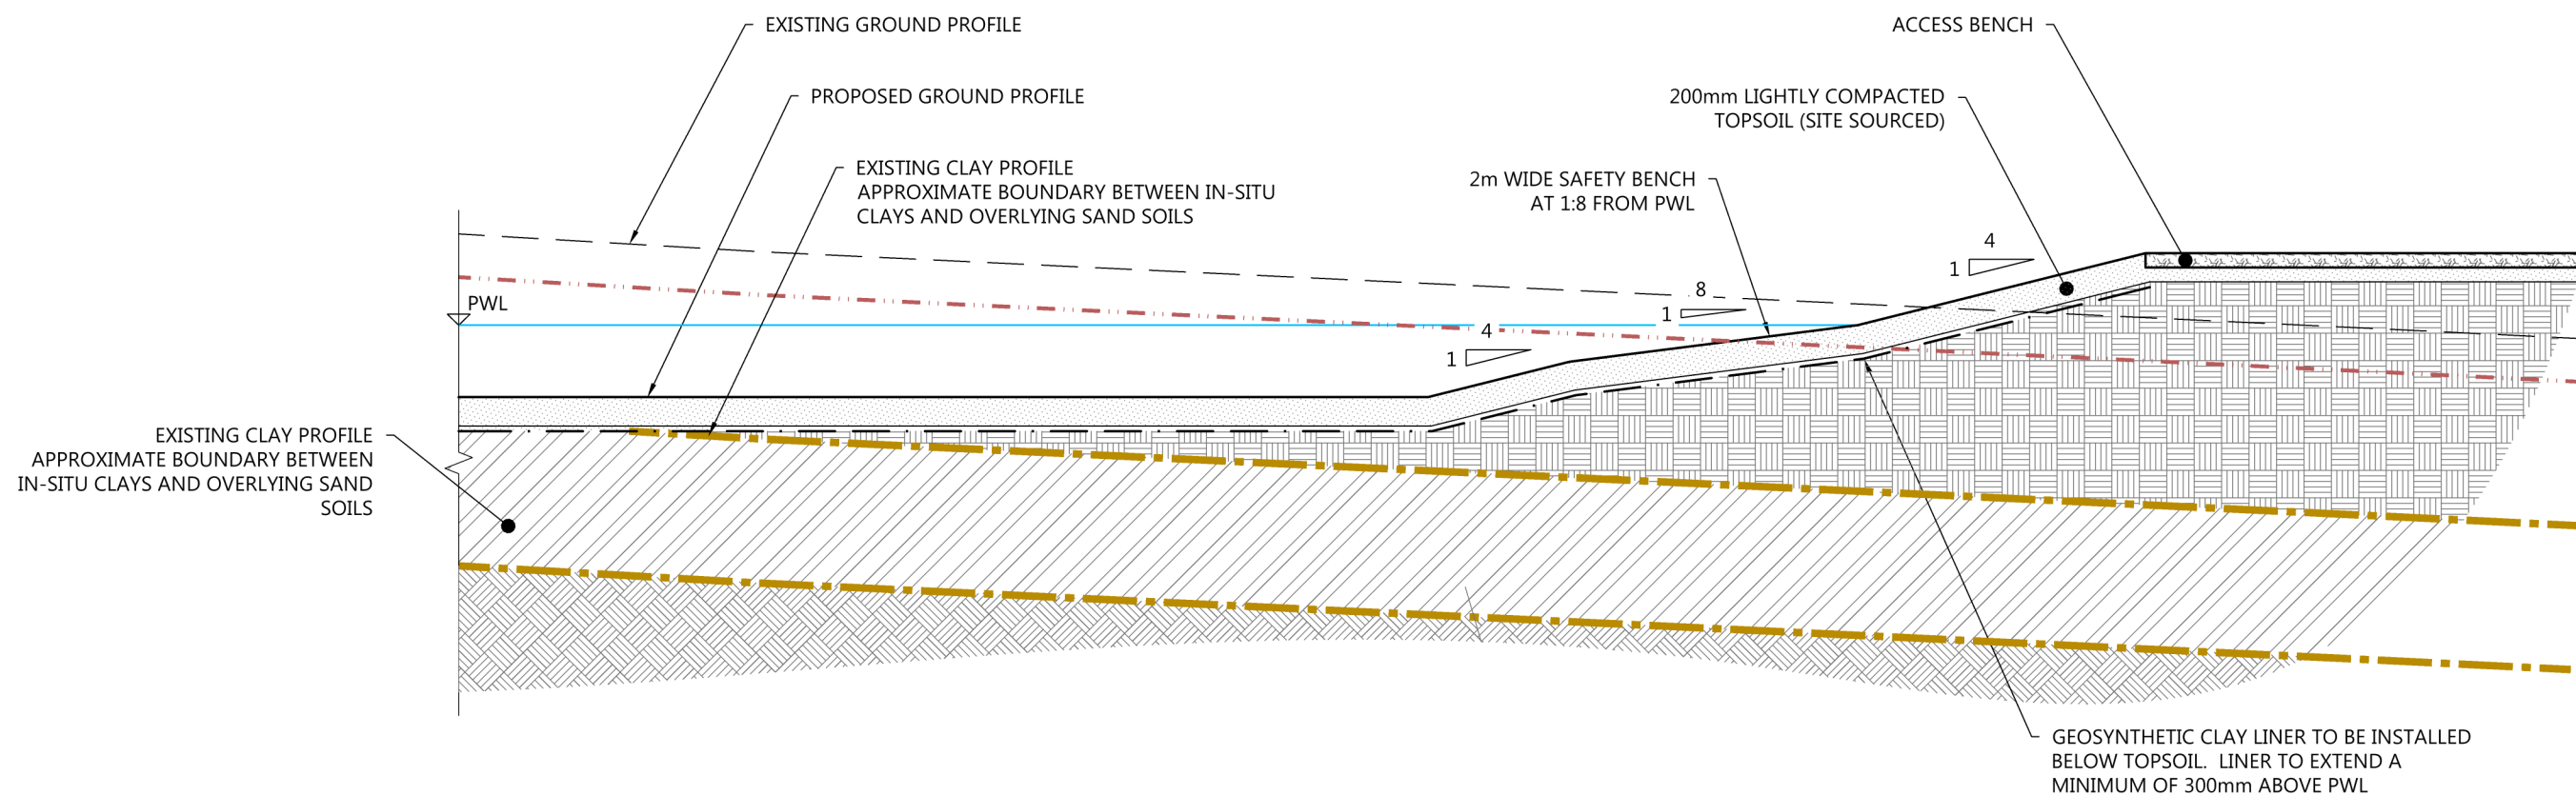 EXISTING GROUND PROFILE
ACCESS BENCH
PROPOSED GROUND PROFILE
200mm LIGHTLY COMPACTED
TOPSOIL (SITE SOURCED)
EXISTING CLAY PROFILE
APPROXIMATE BOUNDARY BETWEEN IN-SITU
CLAYS AND OVERLYING SAND SOILS
2m WIDE SAFETY BENCH
AT 1:8 FROM PWL
4
1
8
1
PWL
4
1
EXISTING CLAY PROFILE
APPROXIMATE BOUNDARY BETWEEN
IN-SITU CLAYS AND OVERLYING SAND
SOILS
GEOSYNTHETIC CLAY LINER TO BE INSTALLED
BELOW TOPSOIL. LINER TO EXTEND A
MINIMUM OF 300mm ABOVE PWL